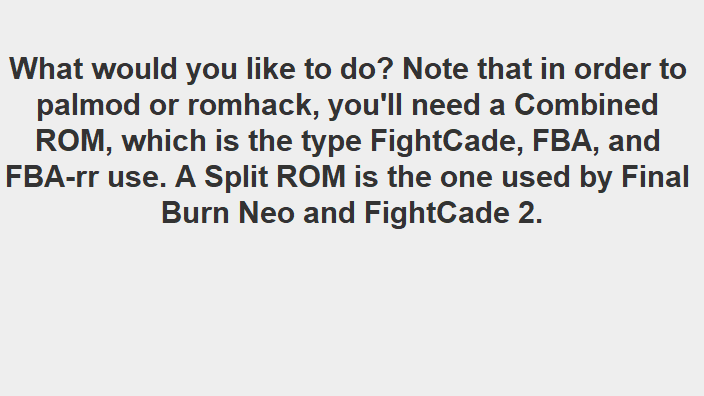 What would you like to do? Note that in order to
palmod or romhack, you'll need a Combined
ROM, which is the type FightCade, FBA, and
FBA-rr use. A Split ROM is the one used by Final
Burn Neo and FightCade 2.